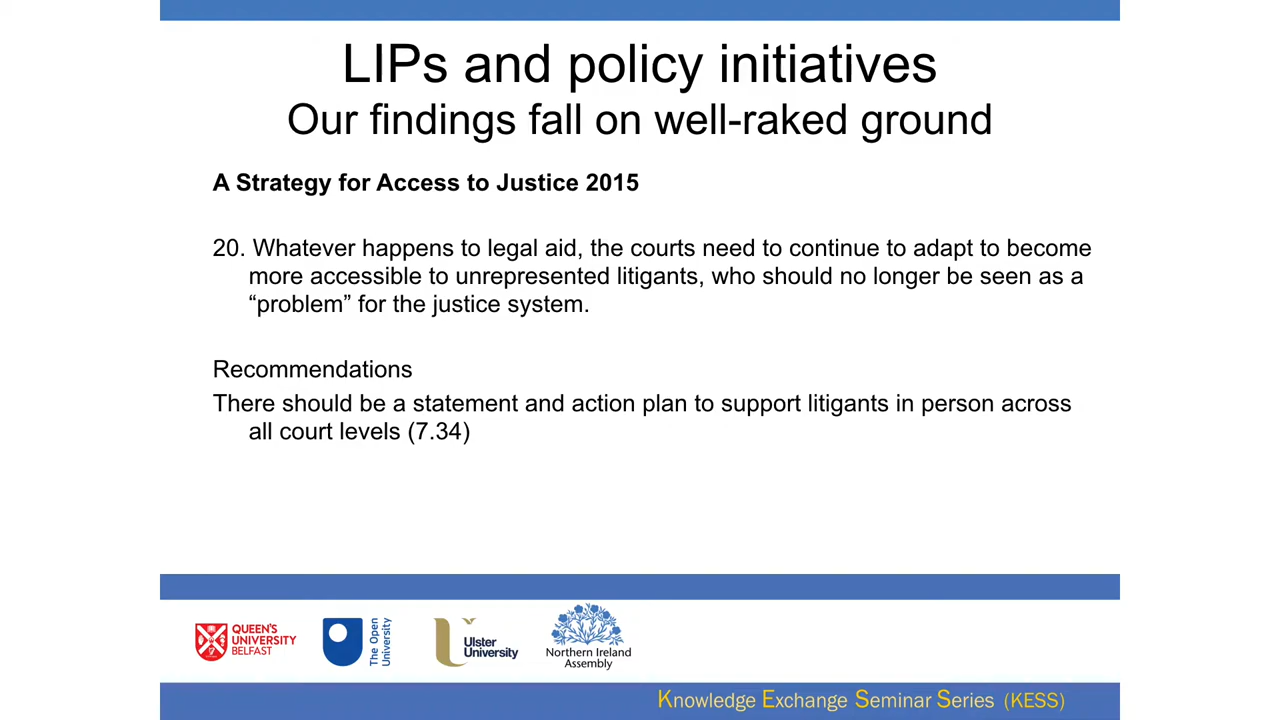 LIPs and policy initiatives
Our findings fall on well-raked ground
A Strategy for Access to Justice 2015
20. Whatever happens to legal aid, the courts need to continue to adapt to become
more accessible to unrepresented litigants, who should no longer be seen as a
“problem” for the justice system.
Recommendations
There should be a statement and action plan to support litigants in person across
all court levels (7.34)
QUEEN'S
UNIVERSITY
BELFAST
The Open
University
Ulster
University
Northern Ireland
Assembly
Knowledge Exchange Seminar Series (KESS)